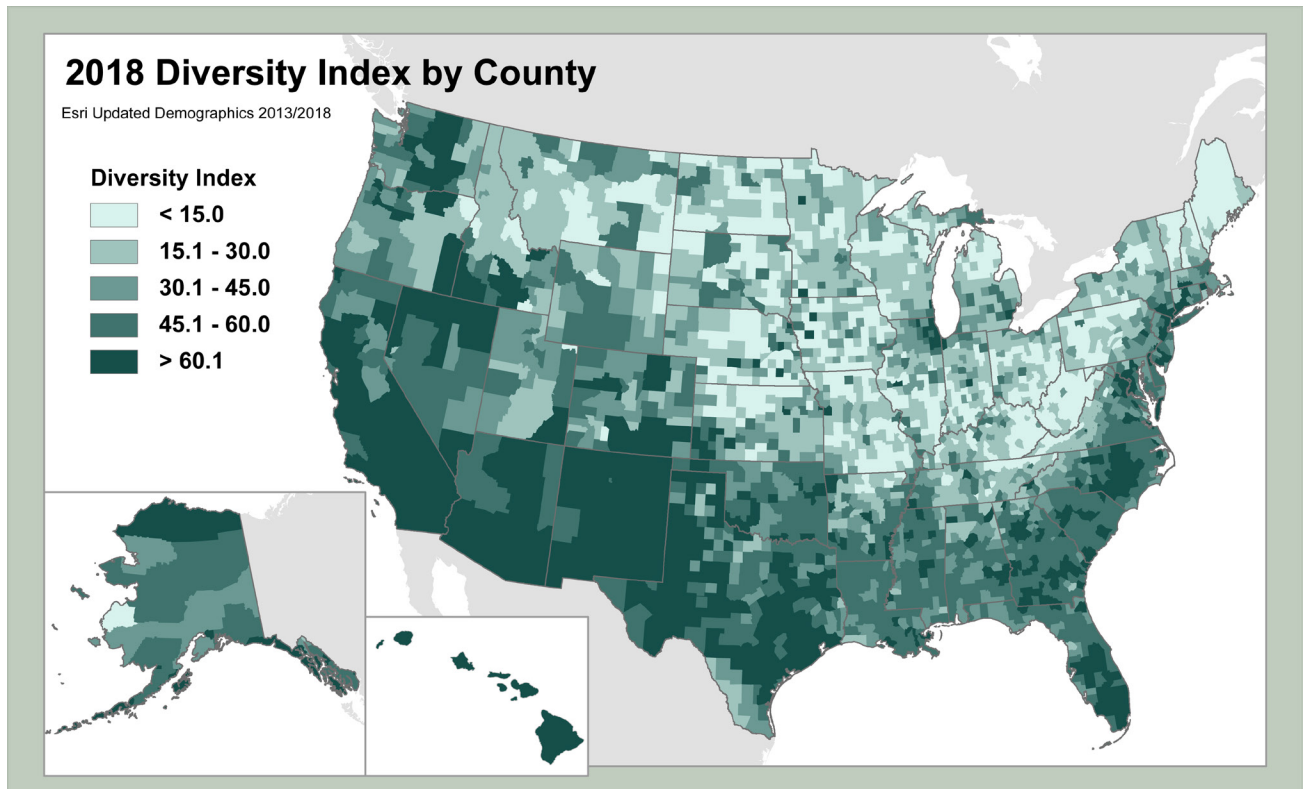 2018 Diversity Index by County
Esri Updated Demographics 2013/2018
Diversity Index
< 15.0
15.1 - 30.0
30.1 - 45.0
45.1 - 60.0
> 60.1